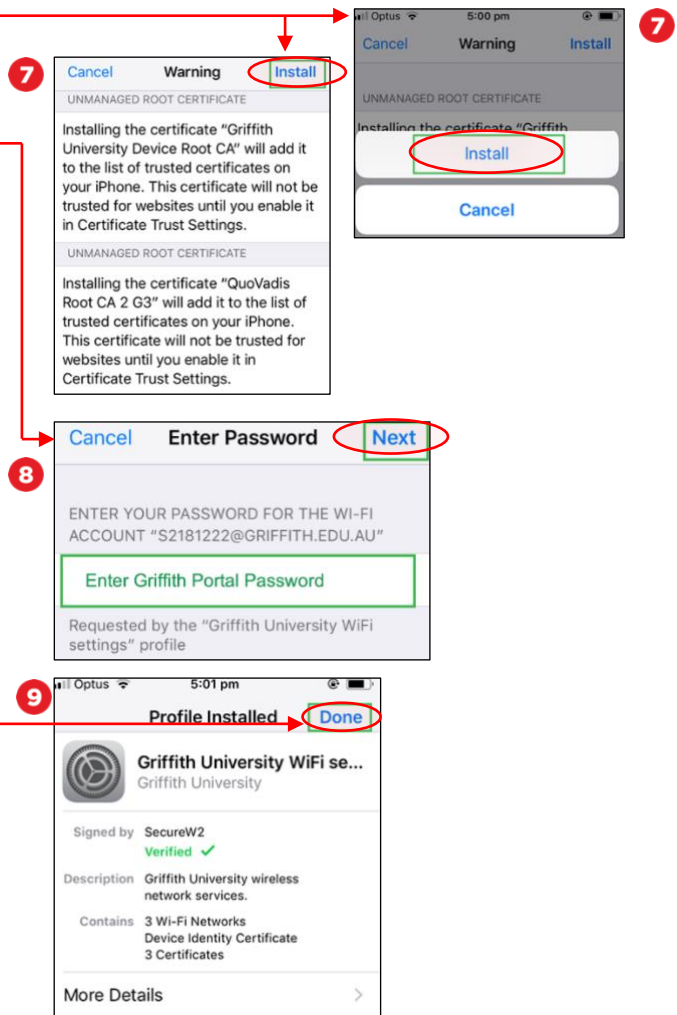 7
Cancel Warning Install
UNMANAGED ROOT CERTIFICATE
Installing the certificate “Griffith
University Device Root CA” will add it
to the list of trusted certificates on
your iPhone. This certificate will not be
trusted for websites until you enable it
in Certificate Trust Settings.
UNMANAGED ROOT CERTIFICATE
Installing the certificate “QuoVadis
Root CA 2 G3” will add it to the list of
trusted certificates on your iPhone.
This certificate will not be trusted for
websites until you enable it in
Certificate Trust Settings.
Optus 5:00 pm
7
Cancel Warning Install
UNMANAGED ROOT CERTIFICATE
Installing the certificate “Griffith
Install
Cancel
8
Cancel Enter Password Next
ENTER YOUR PASSWORD FOR THE WI-FI
ACCOUNT “S2181222@GRIFFITH.EDU.AU”
Enter Griffith Portal Password
Requested by the “Griffith University WiFi
settings” profile
9
Optus 5:01 pm
Profile Installed Done
Griffith University WiFi se...
Griffith University
Signed by SecureW2
Verified ✓
Description Griffith University wireless
network services.
Contains 3 Wi-Fi Networks
Device Identity Certificate
3 Certificates
More Details